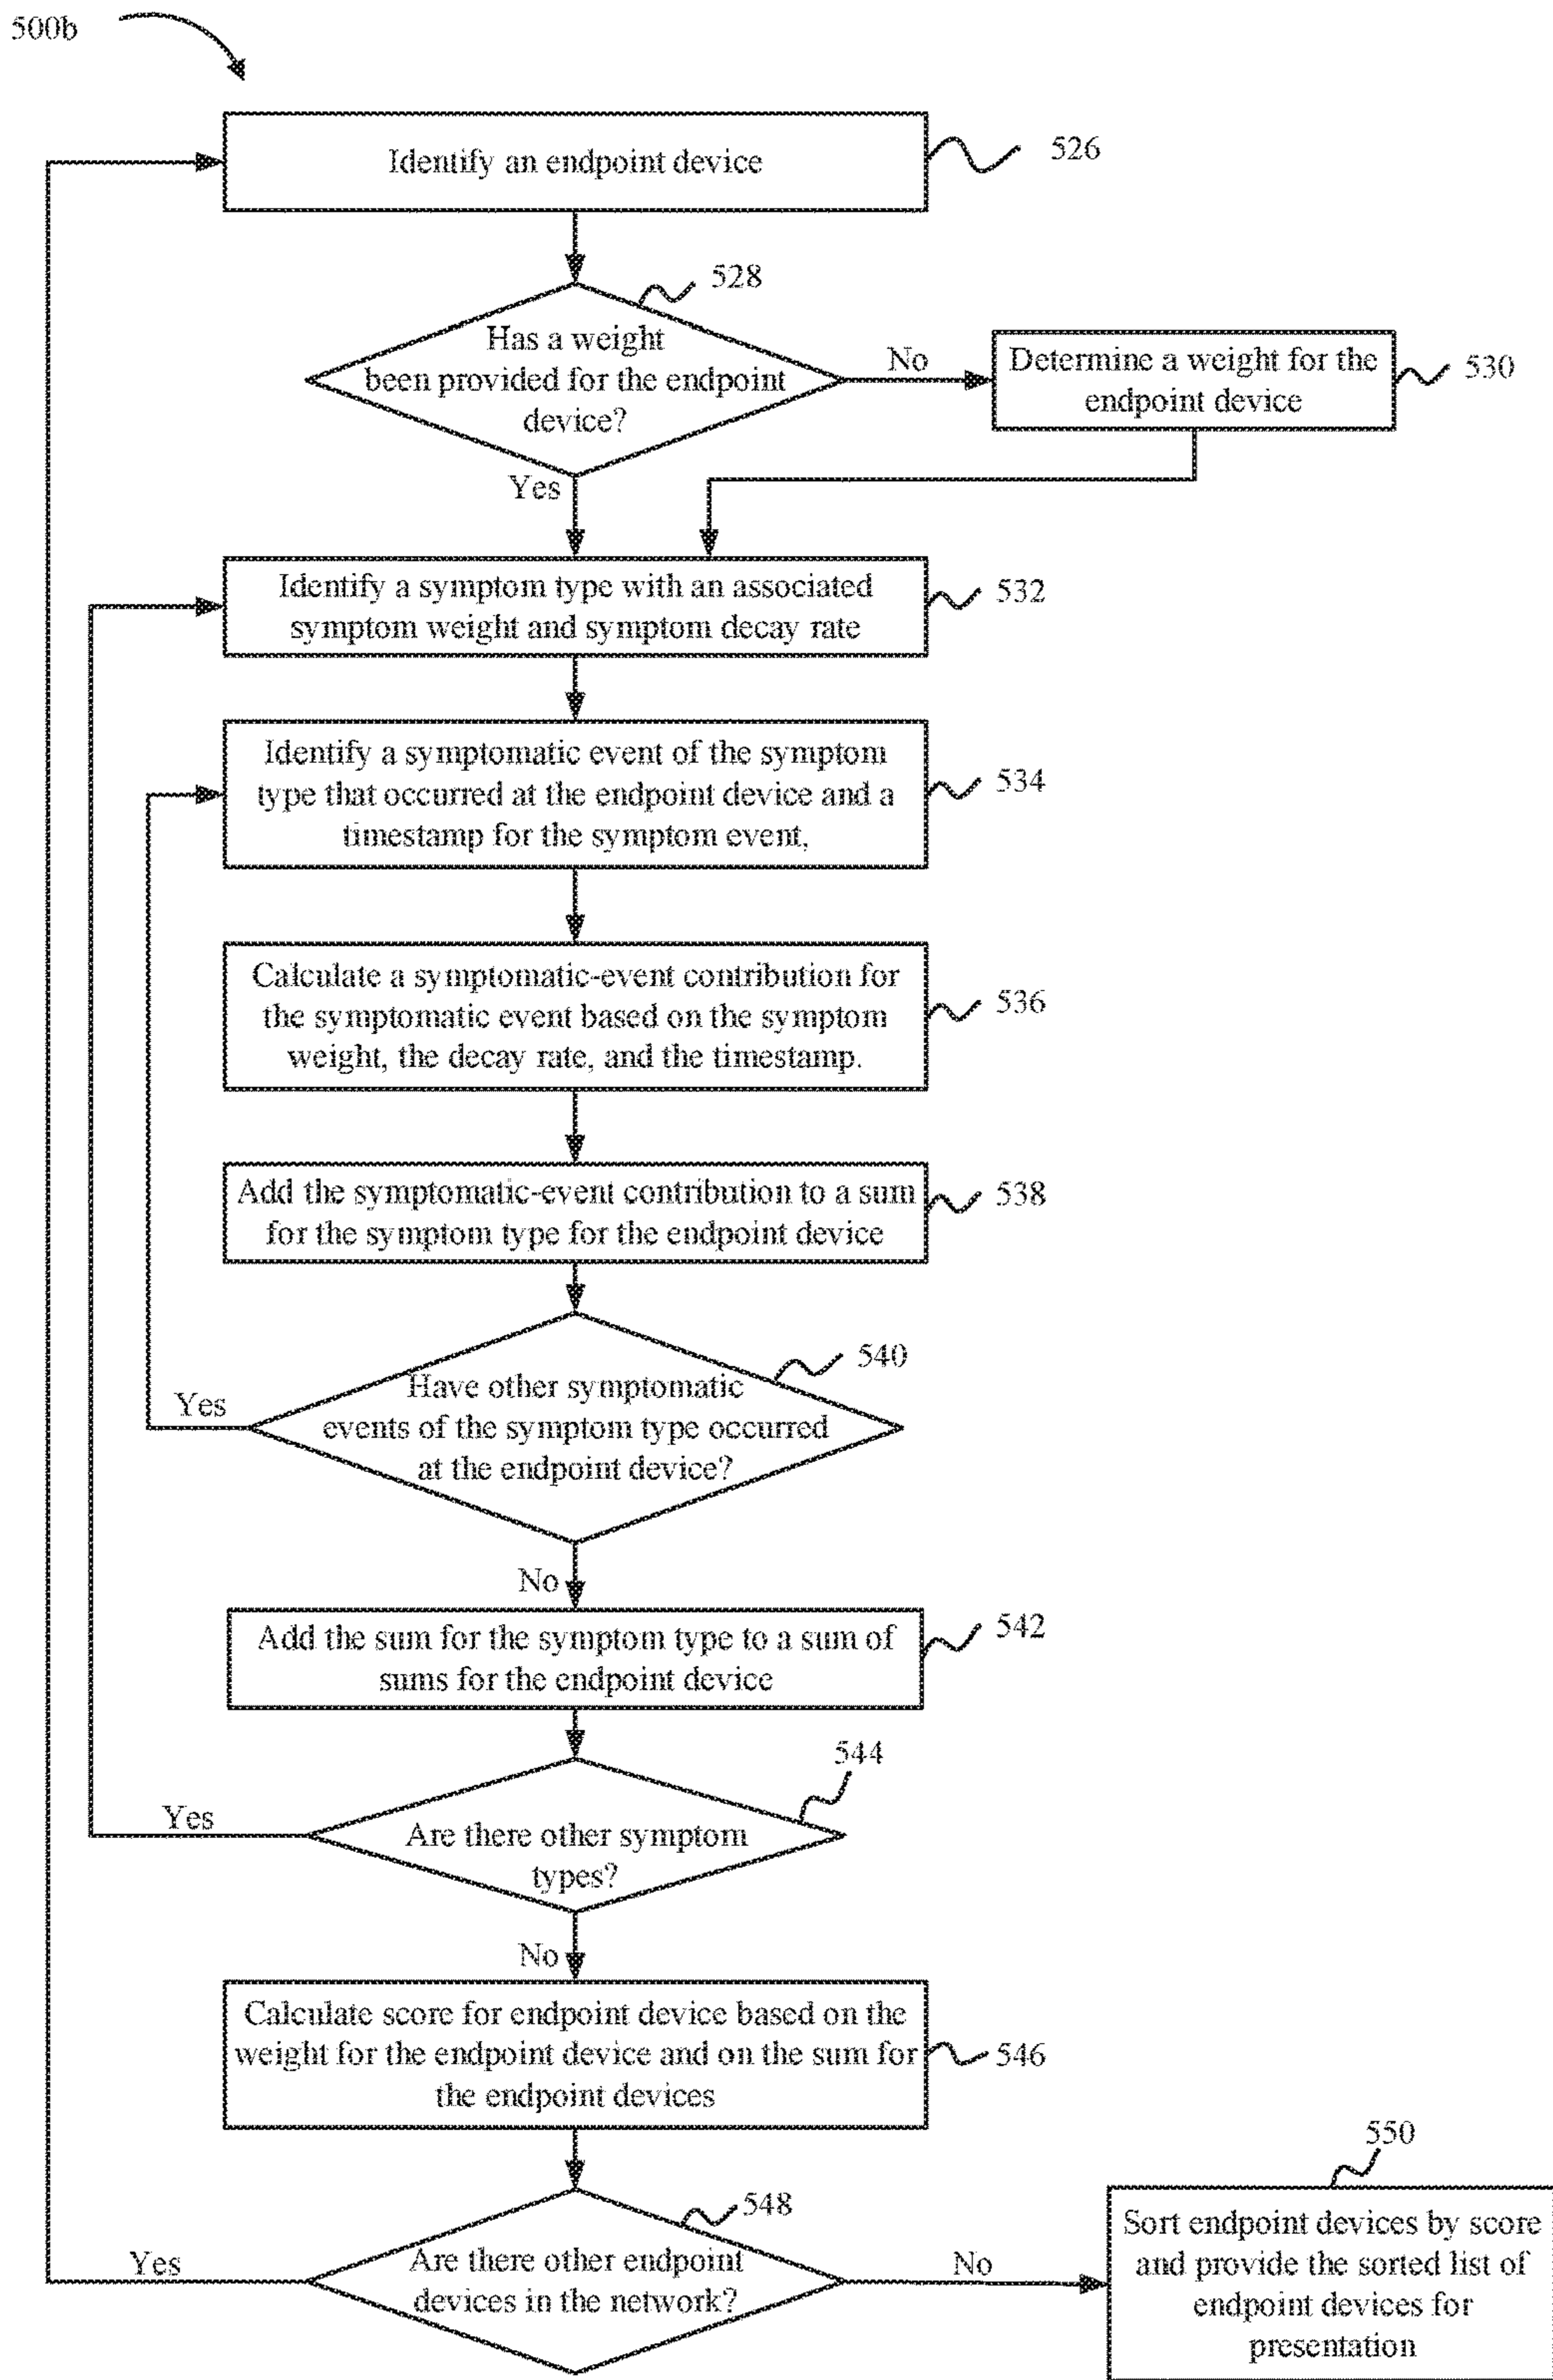 500b
Identify an endpoint device
526
528
Has a weight
been provided for the endpoint
device?
No
Determine a weight for the
endpoint device
530
Yes
Identify a symptom type with an associated
symptom weight and symptom decay rate
532
Identify a symptomatic event of the symptom
type that occurred at the endpoint device and a
timestamp for the symptom event,
534
Calculate a symptomatic-event contribution for
the symptomatic event based on the symptom
weight, the decay rate, and the timestamp.
536
Add the symptomatic-event contribution to a sum
for the symptom type for the endpoint device
538
540
Have other symptomatic
events of the symptom type occurred
at the endpoint device?
Yes
No
Add the sum for the symptom type to a sum of
sums for the endpoint device
542
544
Are there other symptom
types?
Yes
No
Calculate score for endpoint device based on the
weight for the endpoint device and on the sum for
the endpoint devices
546
548
Are there other endpoint
devices in the network?
Yes
No
550
Sort endpoint devices by score
and provide the sorted list of
endpoint devices for
presentation